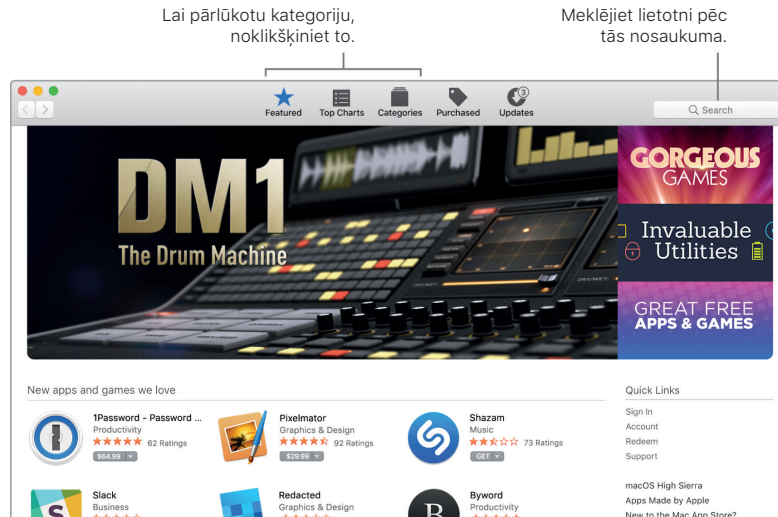 Lai pārlūkotu kategoriju,
noklikšķiniet to.
Meklējiet lietotni pēc
tās nosaukuma.
3
Featured
Top Charts
Categories
Purchased
Updates
Search
DM1
The Drum Machine
GORGEOUS
GAMES
Invaluable
Utilities
GREAT FREE
APPS & GAMES
New apps and games we love
1Password - Password ...
Productivity
62 Ratings
$64.99
Pixelmator
Graphics & Design
92 Ratings
$29.99
Shazam
Music
73 Ratings
GET
Slack
Business
Redacted
Graphics & Design
Byword
Productivity
Quick Links
Sign In
Account
Redeem
Support
macOS High Sierra
Apps Made by Apple
New to the Mac App Store?